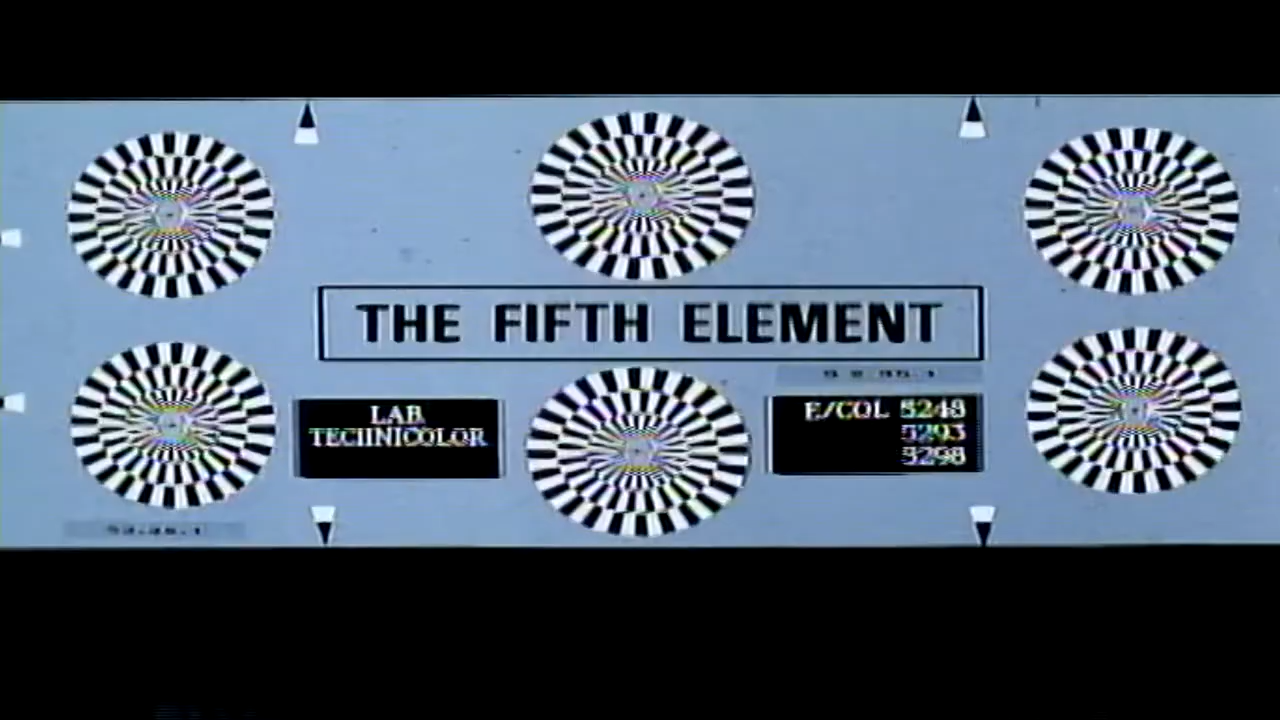 THE FIFTH ELEMENT
LAB
TECHNICOLOR
E/COL 5248
5293
5298